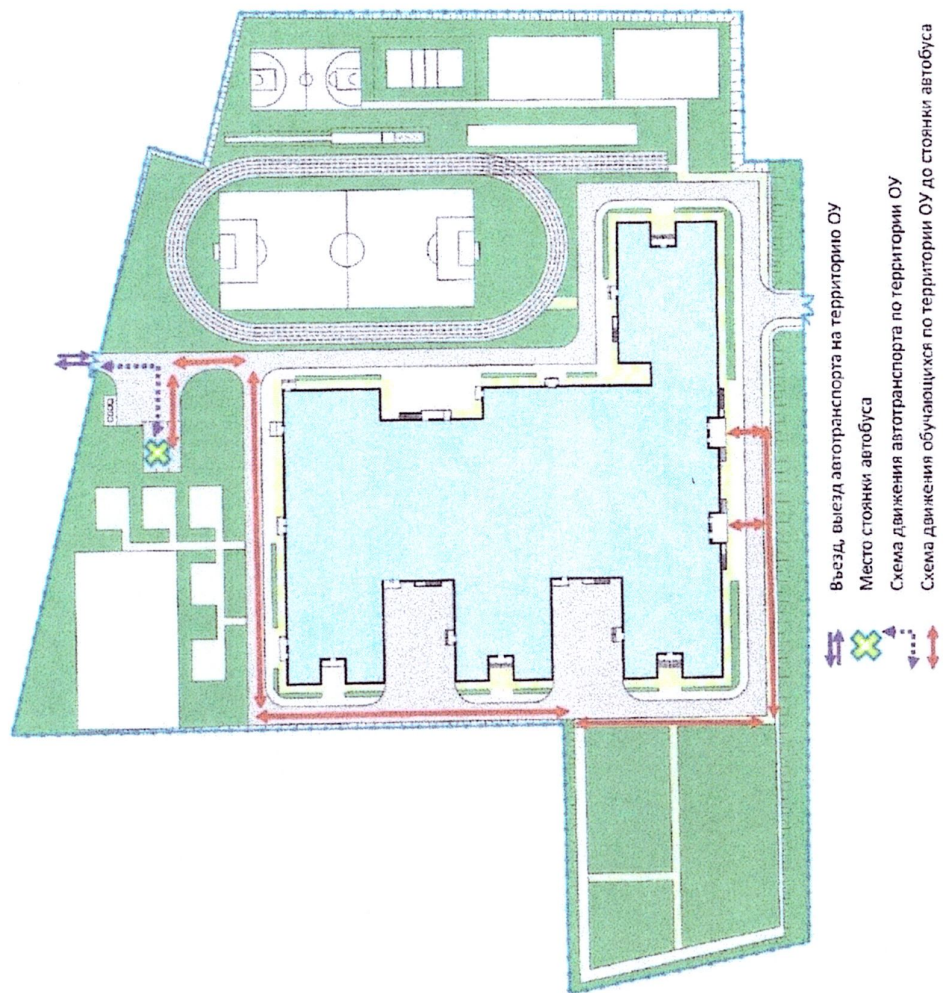 Въезд, выезд автотранспорта на территорию ОУ
Место стоянки автобуса
Схема движения автотранспорта по территории ОУ
Схема движения обучающихся по территории ОУ до стоянки автобуса